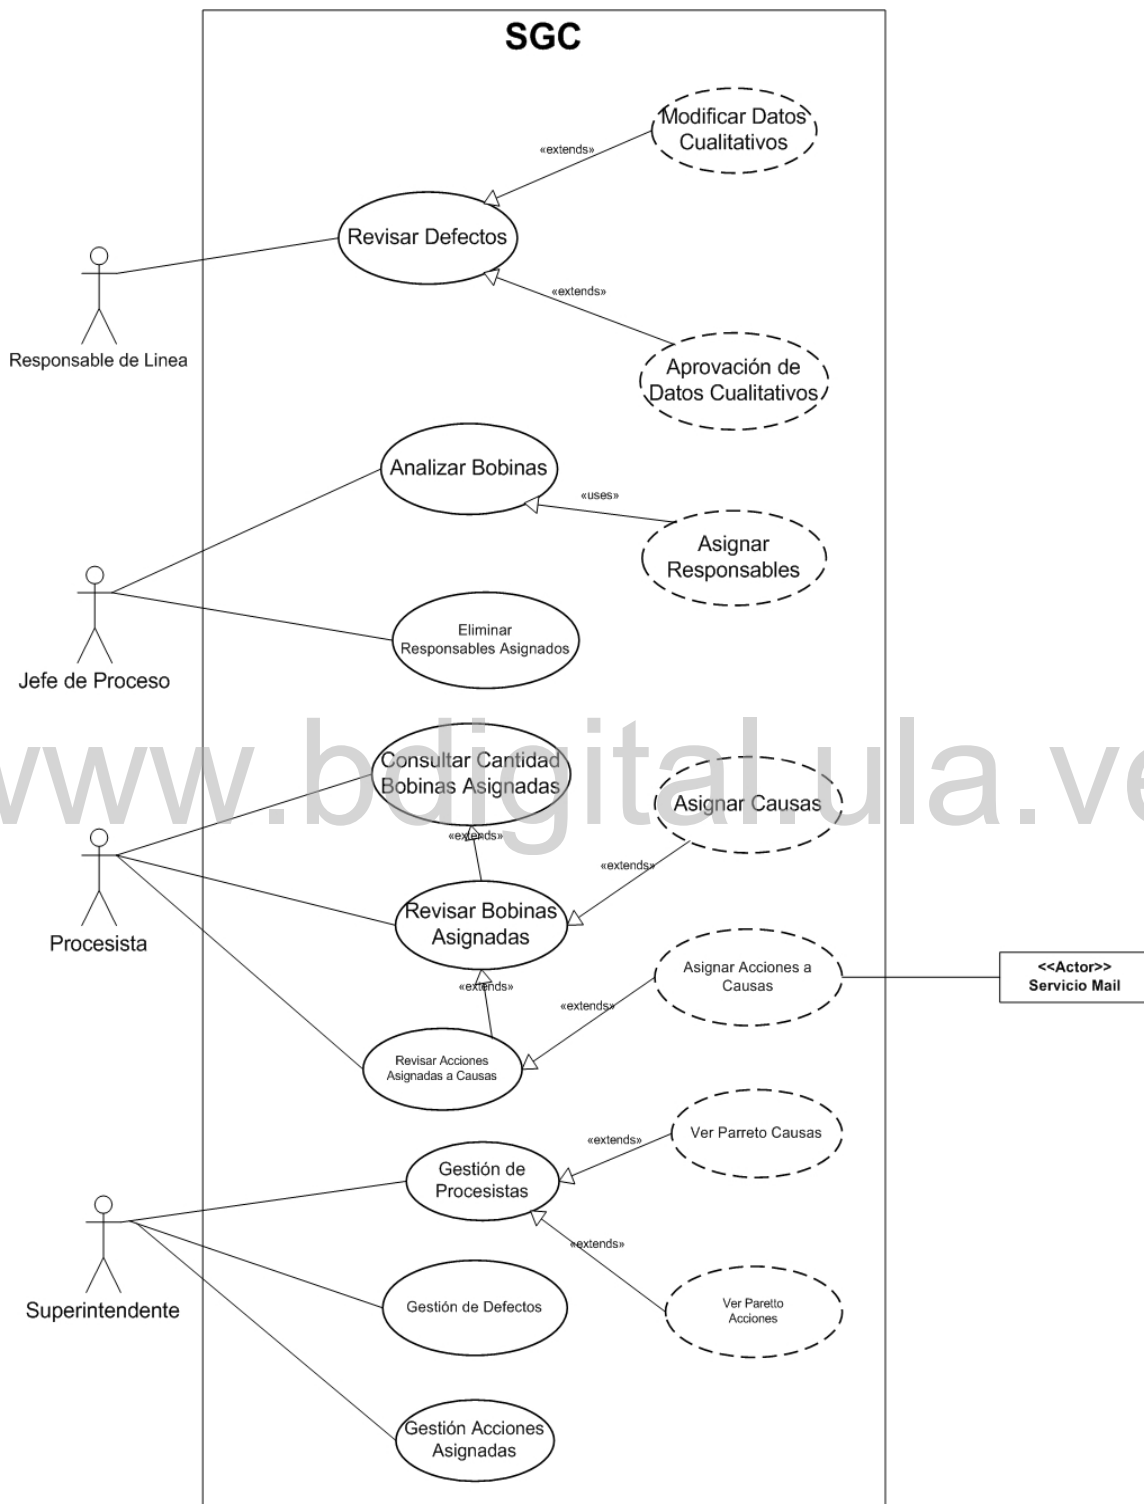 SGC
Modificar Datos
Cualitativos
«extends»
Revisar Defectos
«extends»
Responsable de Linea
Aprovación de
Datos Cualitativos
Analizar Bobinas
«uses»
Asignar
Responsables
Eliminar
Responsables Asignados
Jefe de Proceso
www.bdigital.ula.ve
Consultar Cantidad
Bobinas Asignadas
Asignar Causas
«extends»
«extends»
Revisar Bobinas
Asignadas
Procesista
Asignar Acciones a
Causas
<<Actor>>
Servicio Mail
«extends»
«extends»
Revisar Acciones
Asignadas a Causas
Ver Parreto Causas
«extends»
Gestión de
Procesistas
«extends»
Superintendente
Gestión de Defectos
Ver Paretto
Acciones
Gestión Acciones
Asignadas